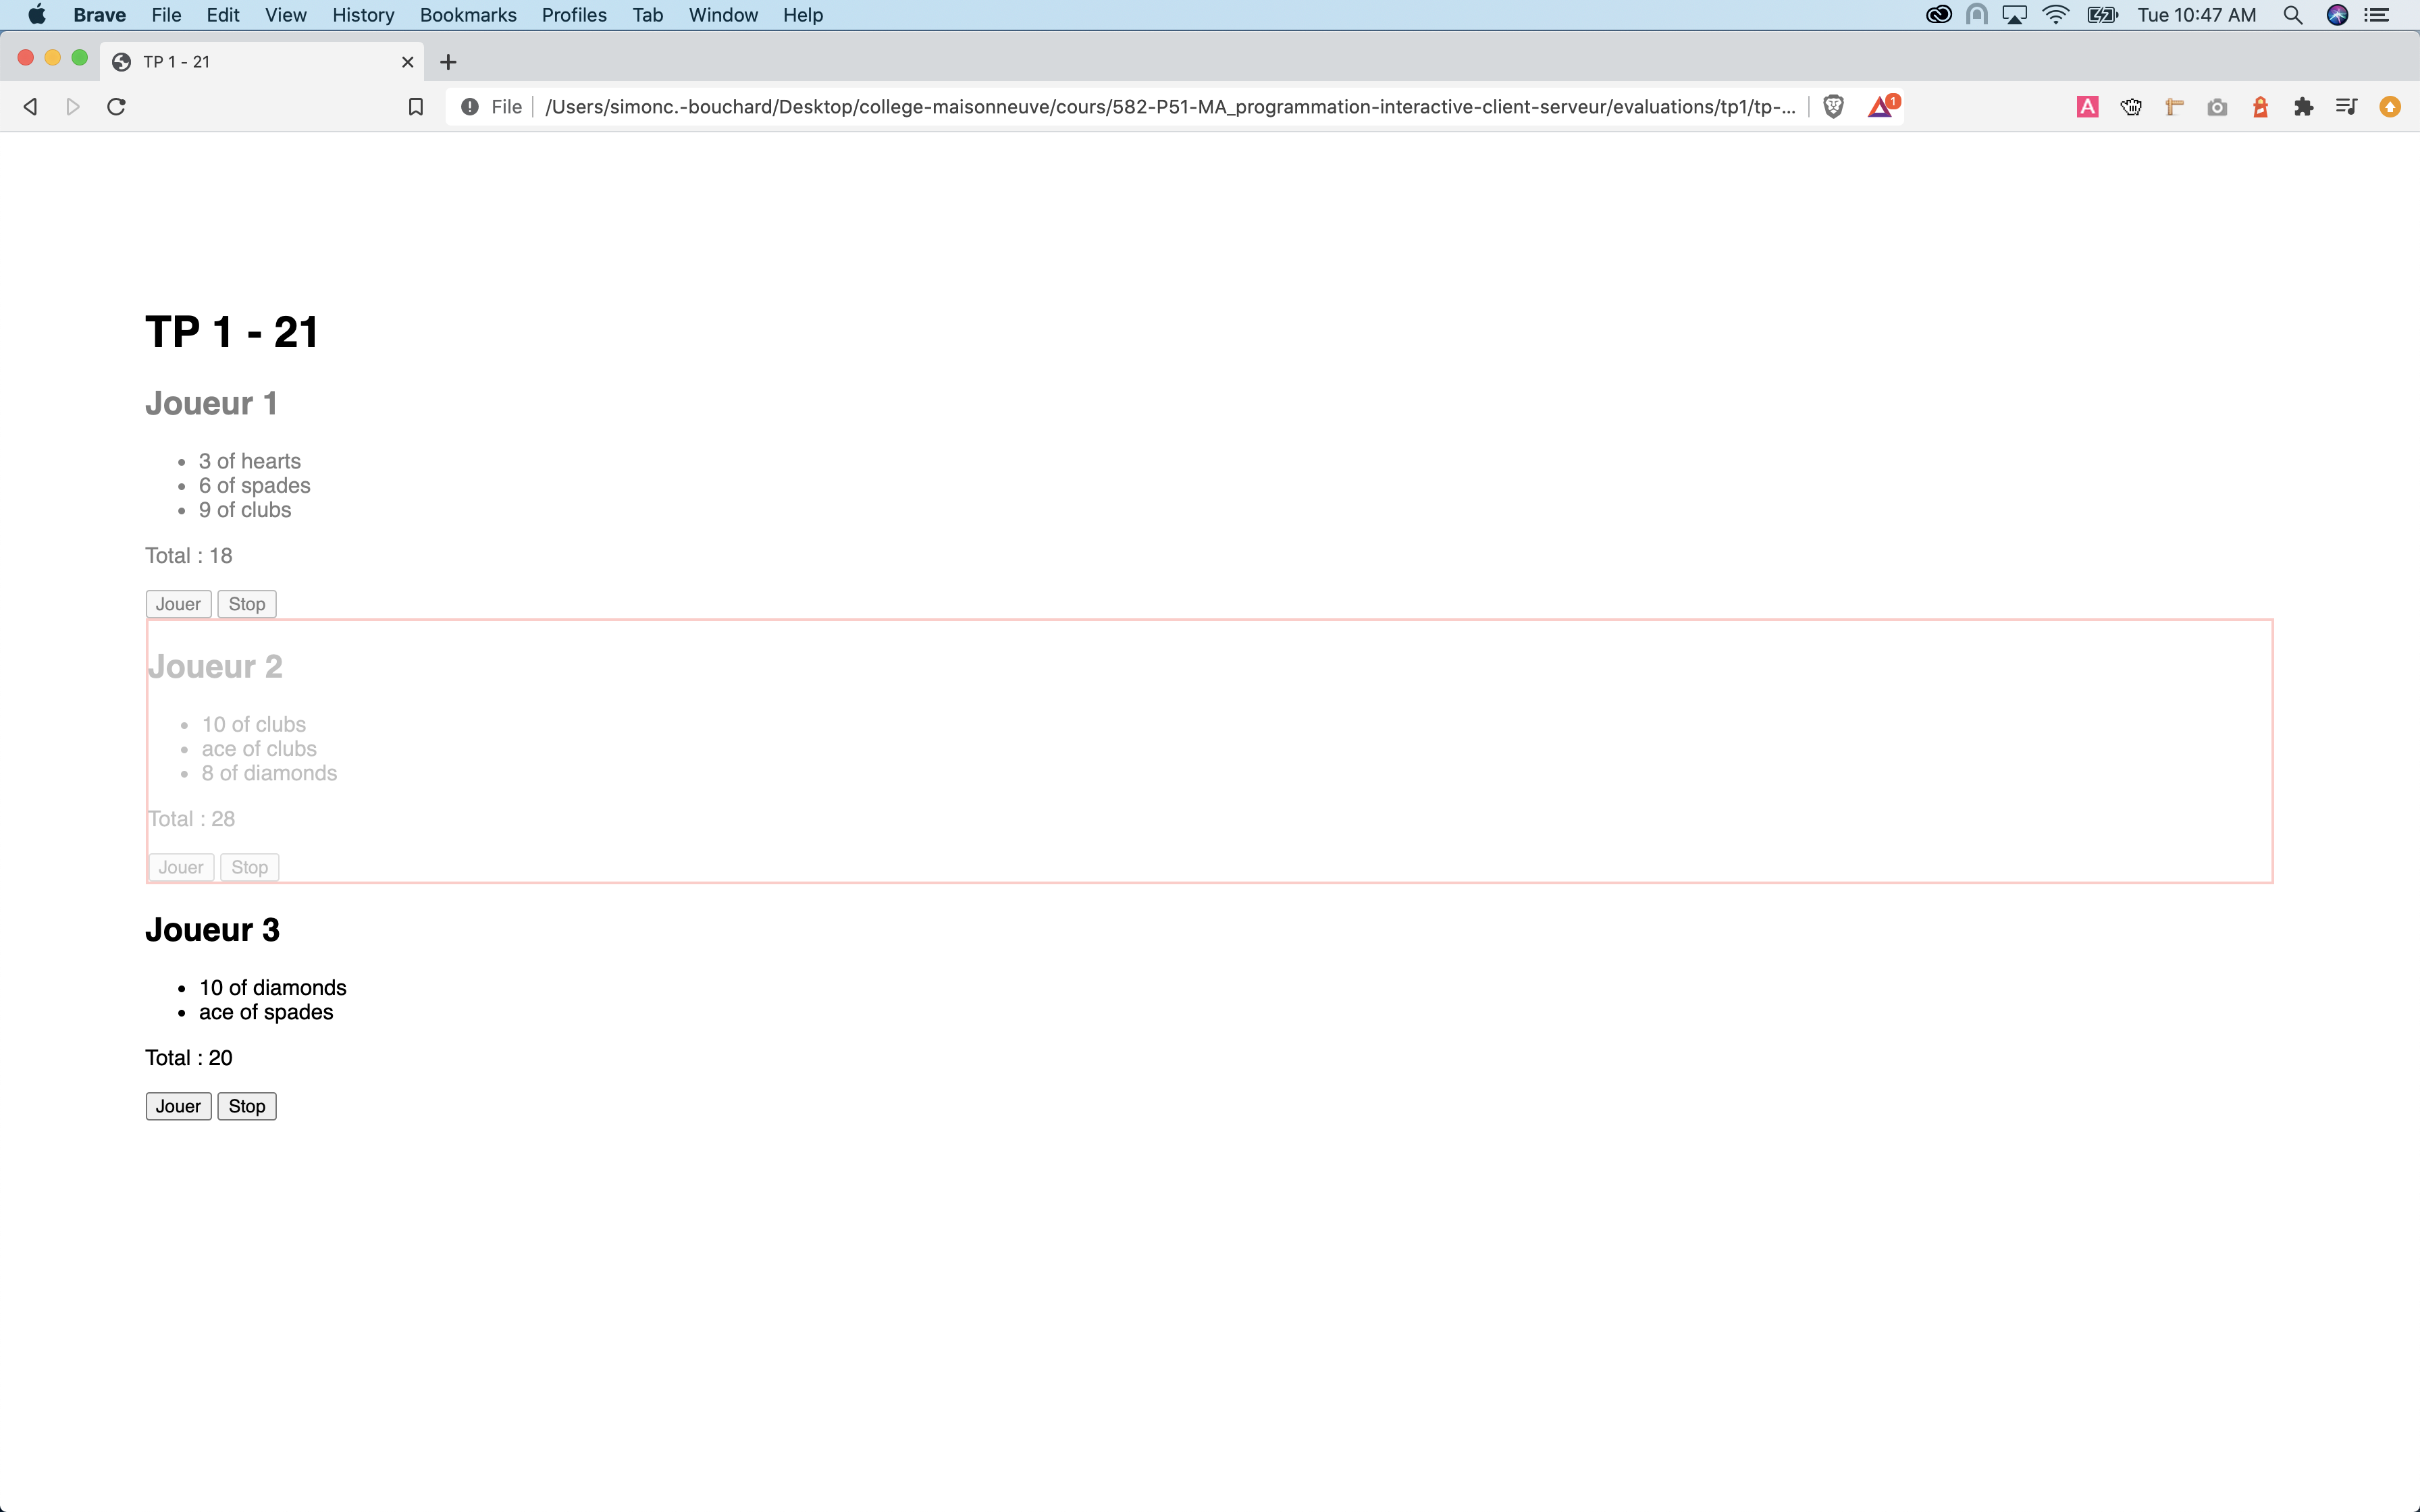 Brave File Edit View History Bookmarks Profiles Tab Window Help Tue 10:47 AM
TP 1 - 21
File /Users/simonc.-bouchard/Desktop/college-maisonneuve/cours/582-P51-MA_programmation-interactive-client-serveur/evaluations/tp1/tp-... 1 A
TP 1 - 21
Joueur 1
• 3 of hearts
• 6 of spades
• 9 of clubs
Total : 18
Jouer Stop
Joueur 2
• 10 of clubs
• ace of clubs
• 8 of diamonds
Total : 28
Jouer Stop
Joueur 3
• 10 of diamonds
• ace of spades
Total : 20
Jouer Stop